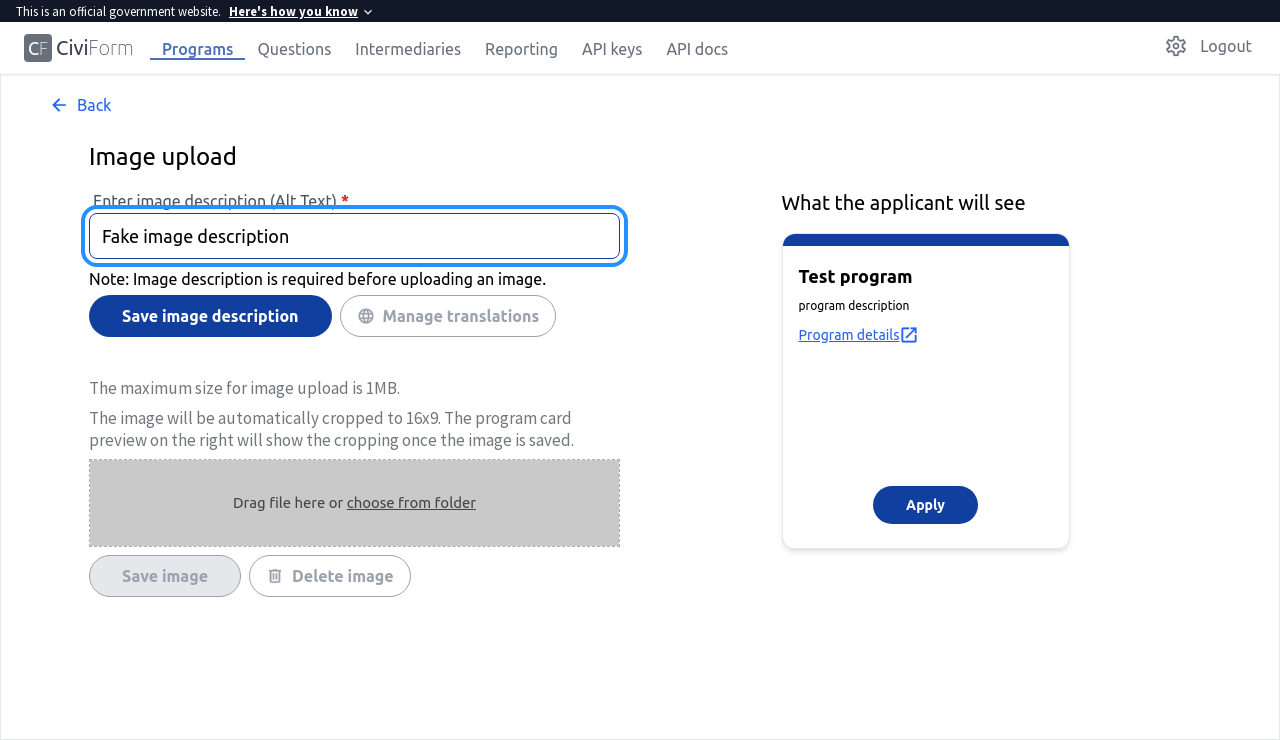 This is an official government website. Here's how you know
CF CiviForm Programs Questions Intermediaries Reporting API keys API docs Logout
Back
Image upload
Enter image description (Alt Text) *
Fake image description
Note: Image description is required before uploading an image.
Save image description Manage translations
The maximum size for image upload is 1MB.
The image will be automatically cropped to 16x9. The program card
preview on the right will show the cropping once the image is saved.
Drag file here or choose from folder
Save image Delete image
What the applicant will see
Test program
program description
Program details
Apply